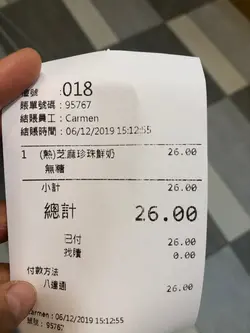 檯號 :018
賬單號碼 : 95767
結賬員工 : Carmen
結賬時間 : 06/12/2019 15:12:55
1 (熱)芝麻珍珠鮮奶 26.00
無糖
小計 26.00
總計 26.00
已付 26.00
找贖 0.00
付款方法
八達通 26.00
Carmen : 06/12/2019 15:12:55
: 95767